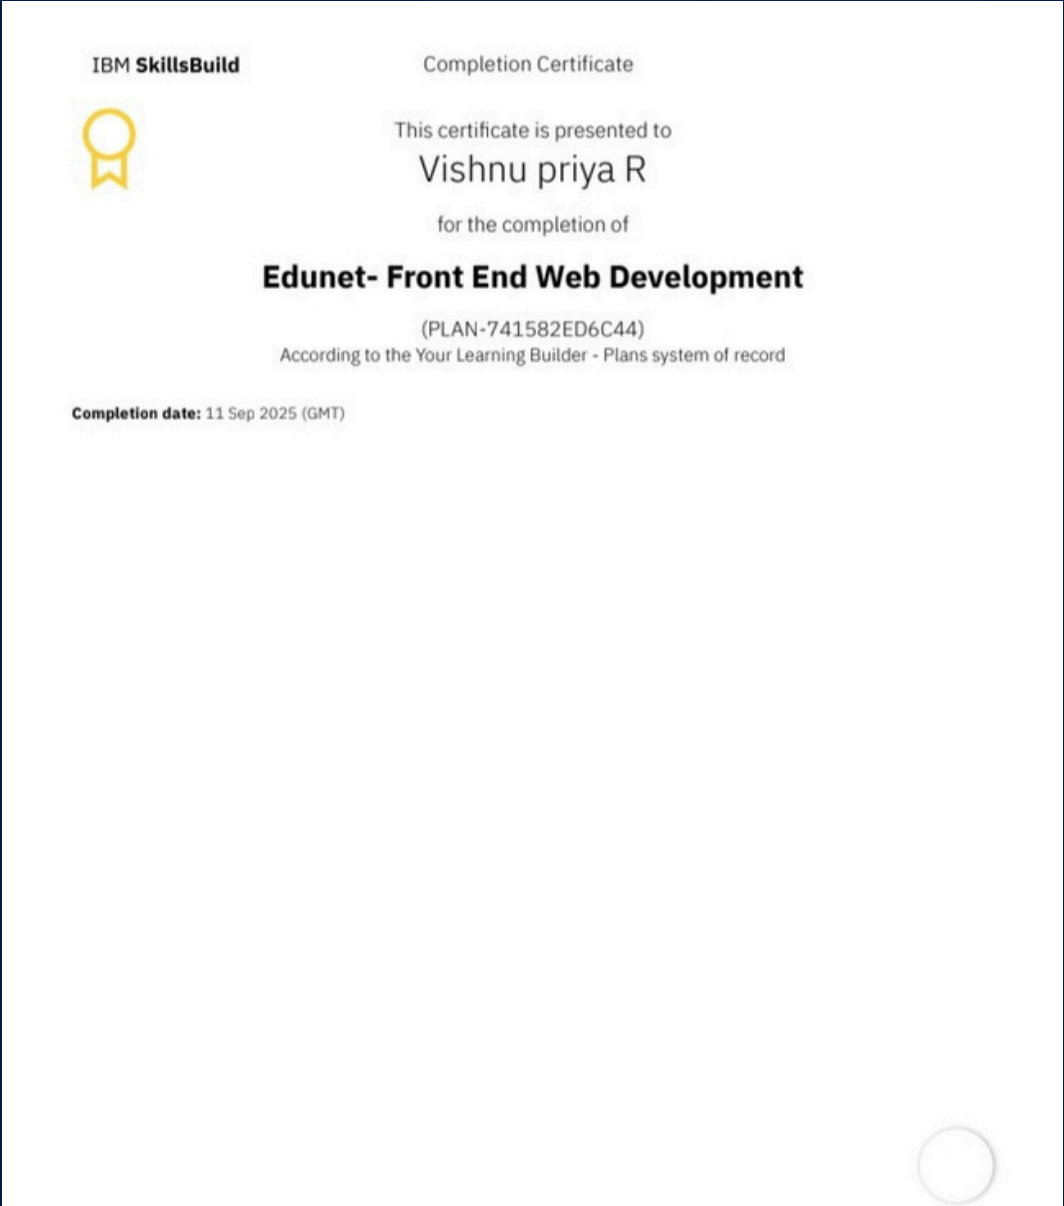 IBM SkillsBuild
Completion Certificate
This certificate is presented to
Vishnu priya R
for the completion of
Edunet- Front End Web Development
(PLAN-741582ED6C44)
According to the Your Learning Builder - Plans system of record
Completion date: 11 Sep 2025 (GMT)